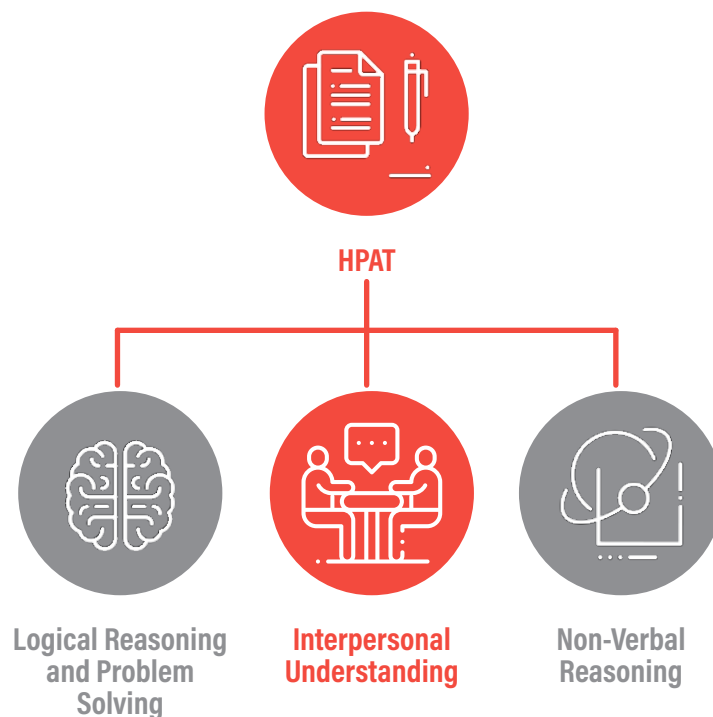 HPAT
Logical Reasoning
and Problem
Solving
Interpersonal
Understanding
Non-Verbal
Reasoning